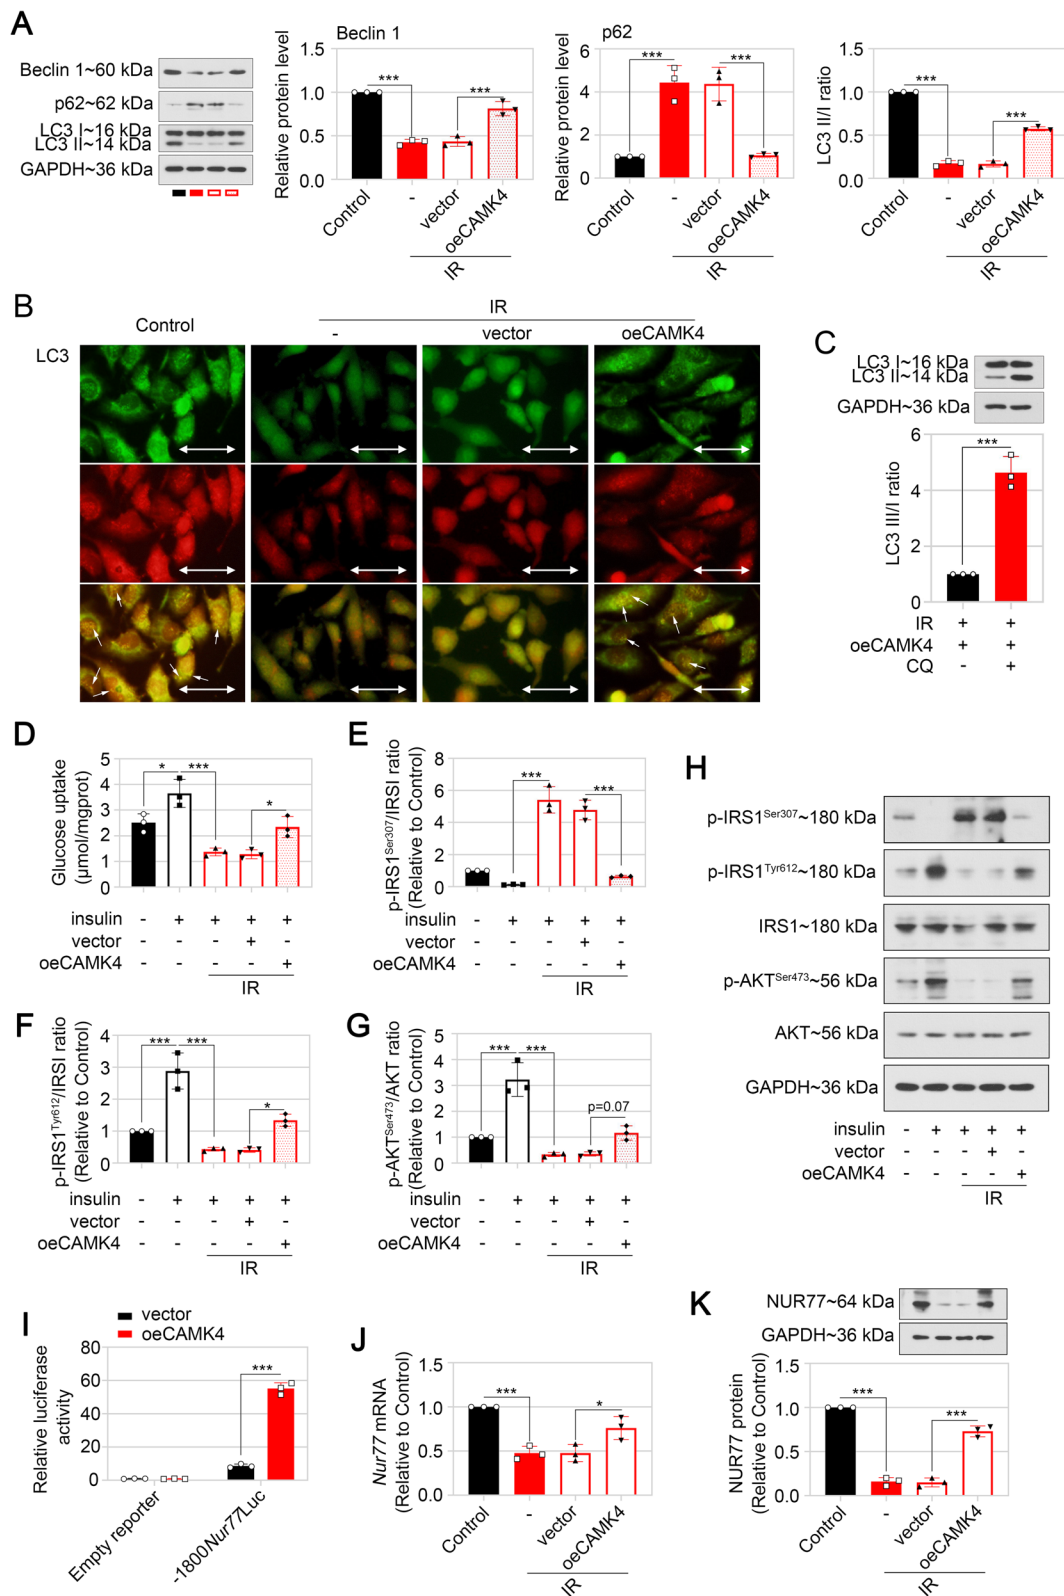 A
Beclin 1~60 kDa
p62~62 kDa
LC3 I~16 kDa
LC3 II~14 kDa
GAPDH~36 kDa
Beclin 1
Relative protein level
1.5
1.0
0.5
0.0
***
***
Control
-
vector
oeCAMK4
IR
p62
Relative protein level
6
4
2
0
***
***
Control
-
vector
oeCAMK4
IR
LC3 II/I ratio
1.5
1.0
0.5
0.0
***
***
Control
-
vector
oeCAMK4
IR
B
IR
Control
-
vector
oeCAMK4
LC3
C
LC3 I~16 kDa
LC3 II~14 kDa
GAPDH~36 kDa
LC3 III/I ratio
6
4
2
0
***
IR + +
oeCAMK4 + +
CQ - +
D
Glucose uptake
(μmol/mgprot)
5
4
3
2
1
0
* ***
*
insulin - + + + +
vector - - - + -
oeCAMK4 - - - - +
IR
E
p-IRS1Ser307/IRSI ratio
(Relative to Control)
8
6
4
2
0
***
***
insulin - + + + +
vector - - - + -
oeCAMK4 - - - - +
IR
F
p-IRS1Tyr612/IRSI ratio
(Relative to Control)
4
3
2
1
0
*** ***
*
insulin - + + + +
vector - - - + -
oeCAMK4 - - - - +
IR
G
p-AKTSer473/AKT ratio
(Relative to Control)
5
4
3
2
1
0
*** ***
p=0.07
insulin - + + + +
vector - - - + -
oeCAMK4 - - - - +
IR
H
p-IRS1Ser307~180 kDa
p-IRS1Tyr612~180 kDa
IRS1~180 kDa
p-AKTSer473~56 kDa
AKT~56 kDa
GAPDH~36 kDa
insulin - + + + +
vector - - - + -
oeCAMK4 - - - - +
IR
I
vector
oeCAMK4
Relative luciferase
activity
80
60
40
20
0
***
Empty reporter
-1800Nur77Luc
J
Nur77 mRNA
(Relative to Control)
1.5
1.0
0.5
0.0
***
*
Control
-
vector
oeCAMK4
IR
K
NUR77~64 kDa
GAPDH~36 kDa
NUR77 protein
(Relative to Control)
1.5
1.0
0.5
0.0
***
***
Control
-
vector
oeCAMK4
IR